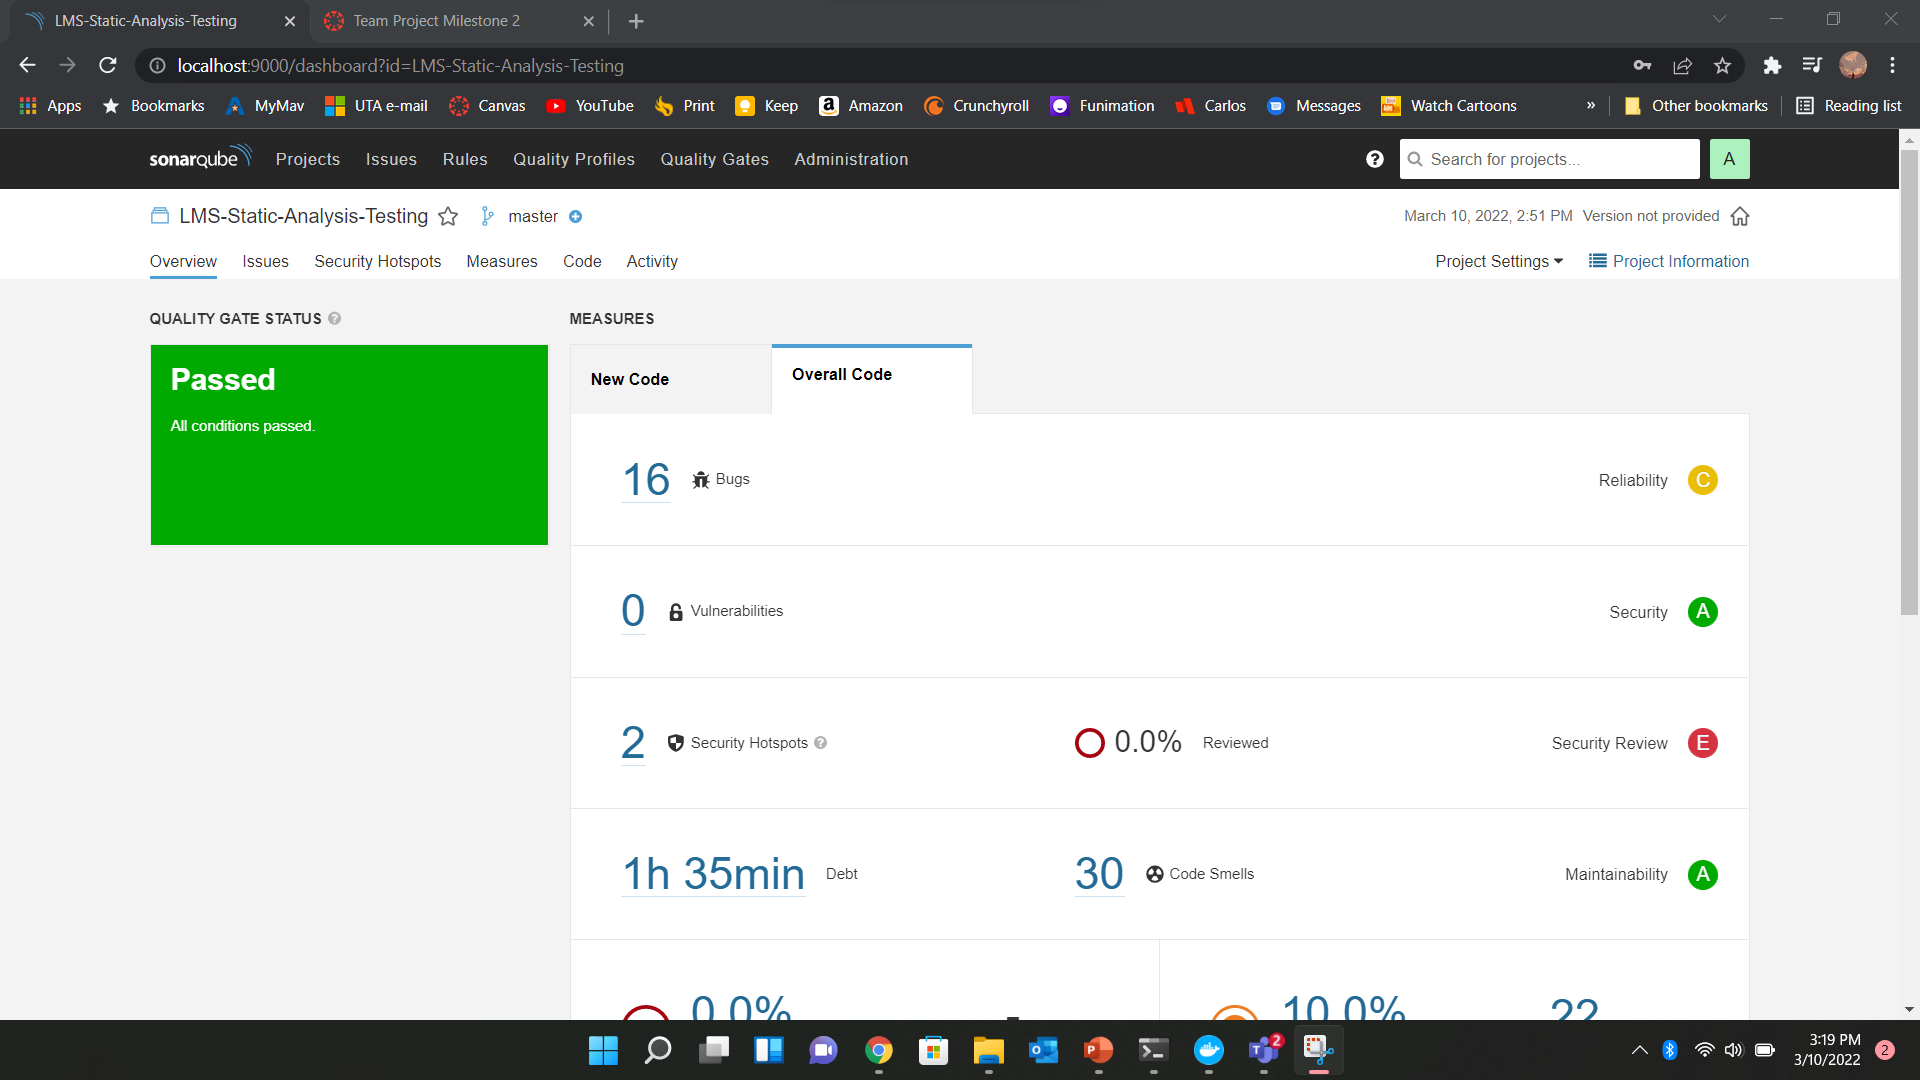 LMS-Static-Analysis-Testing
Team Project Milestone 2
localhost:9000/dashboard?id=LMS-Static-Analysis-Testing
Apps Bookmarks MyMav UTA e-mail Canvas YouTube Print Keep Amazon Crunchyroll Funimation Carlos Messages Watch Cartoons » Other bookmarks Reading list
sonarqube Projects Issues Rules Quality Profiles Quality Gates Administration
Search for projects...
A
LMS-Static-Analysis-Testing master
March 10, 2022, 2:51 PM Version not provided
Overview Issues Security Hotspots Measures Code Activity
Project Settings Project Information
QUALITY GATE STATUS
Passed
All conditions passed.
MEASURES
New Code
Overall Code
16 Bugs
Reliability C
0 Vulnerabilities
Security A
2 Security Hotspots
0.0% Reviewed
Security Review E
1h 35min Debt
30 Code Smells
Maintainability A
0.0%
10.0%
22
2
3:19 PM
3/10/2022
2